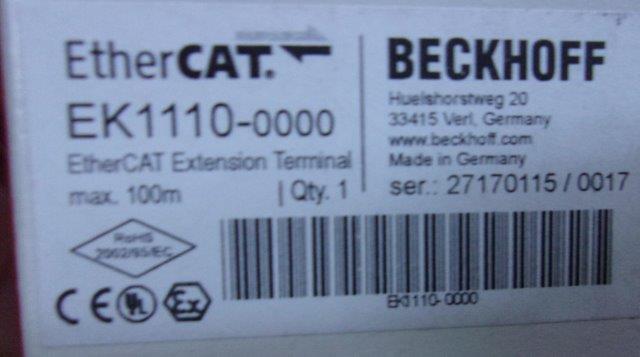 EtherCAT.
EK1110-0000
EtherCAT Extension Terminal
max. 100m | Qty. 1
BECKHOFF
Huelshorstweg 20
33415 Verl, Germany
www.beckhoff.com
Made in Germany
ser.: 27170115 / 0017
RoHS
2002/95/EC
CE UL Ex
EK1110-0000